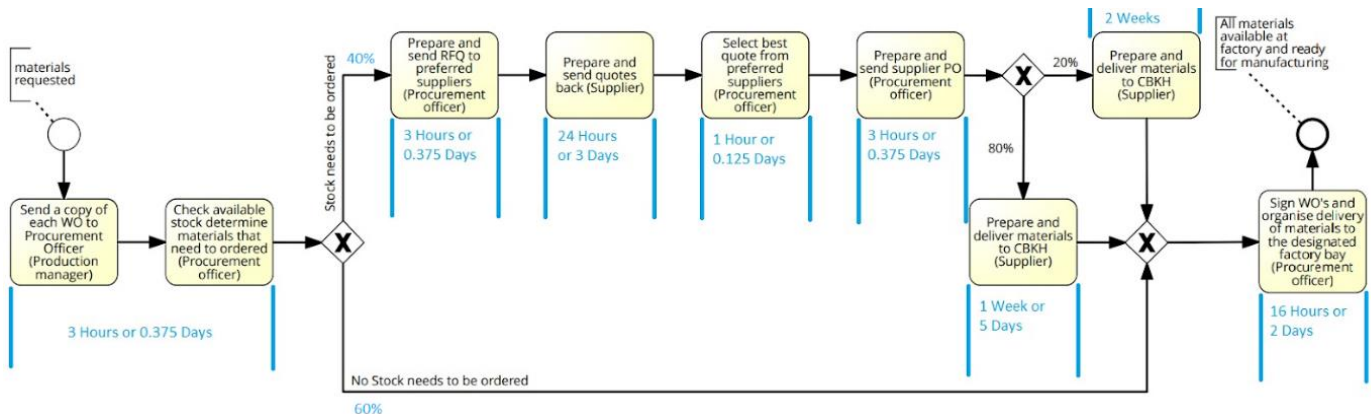 materials
requested
Send a copy of
each WO to
Procurement
Officer
(Production
manager)
Check available
stock determine
materials that
need to ordered
(Procurement
officer)
3 Hours or 0.375 Days
X
Stock needs to be ordered
40%
No Stock needs to be ordered
60%
Prepare and
send RFQ to
preferred
suppliers
(Procurement
officer)
3 Hours or
0.375 Days
Prepare and
send quotes
back (Supplier)
24 Hours
or 3 Days
Select best
quote from
preferred
suppliers
(Procurement
officer)
1 Hour or
0.125 Days
Prepare and
send supplier PO
(Procurement
officer)
3 Hours or
0.375 Days
X
20%
80%
2 Weeks
Prepare and
deliver materials
to CBKH
(Supplier)
Prepare and
deliver materials
to CBKH
(Supplier)
1 Week or
5 Days
X
Sign WO's and
organise delivery
of materials to
the designated
factory bay
(Procurement
officer)
16 Hours or
2 Days
All materials
available at
factory and ready
for manufacturing